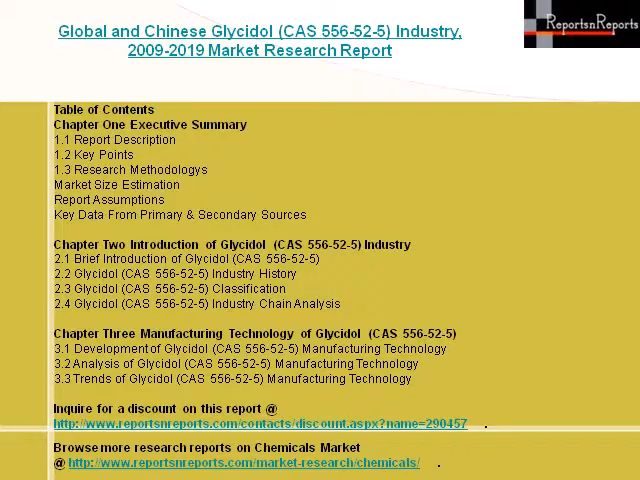 Global and Chinese Glycidol (CAS 556-52-5) Industry,
2009-2019 Market Research Report
ReportsnReports
Table of Contents
Chapter One Executive Summary
1.1 Report Description
1.2 Key Points
1.3 Research Methodologys
Market Size Estimation
Report Assumptions
Key Data From Primary & Secondary Sources
Chapter Two Introduction of Glycidol (CAS 556-52-5) Industry
2.1 Brief Introduction of Glycidol (CAS 556-52-5)
2.2 Glycidol (CAS 556-52-5) Industry History
2.3 Glycidol (CAS 556-52-5) Classification
2.4 Glycidol (CAS 556-52-5) Industry Chain Analysis
Chapter Three Manufacturing Technology of Glycidol (CAS 556-52-5)
3.1 Development of Glycidol (CAS 556-52-5) Manufacturing Technology
3.2 Analysis of Glycidol (CAS 556-52-5) Manufacturing Technology
3.3 Trends of Glycidol (CAS 556-52-5) Manufacturing Technology
Inquire for a discount on this report @
http://www.reportsnreports.com/contacts/discount.aspx?name=290457 .
Browse more research reports on Chemicals Market
@ http://www.reportsnreports.com/market-research/chemicals/ .